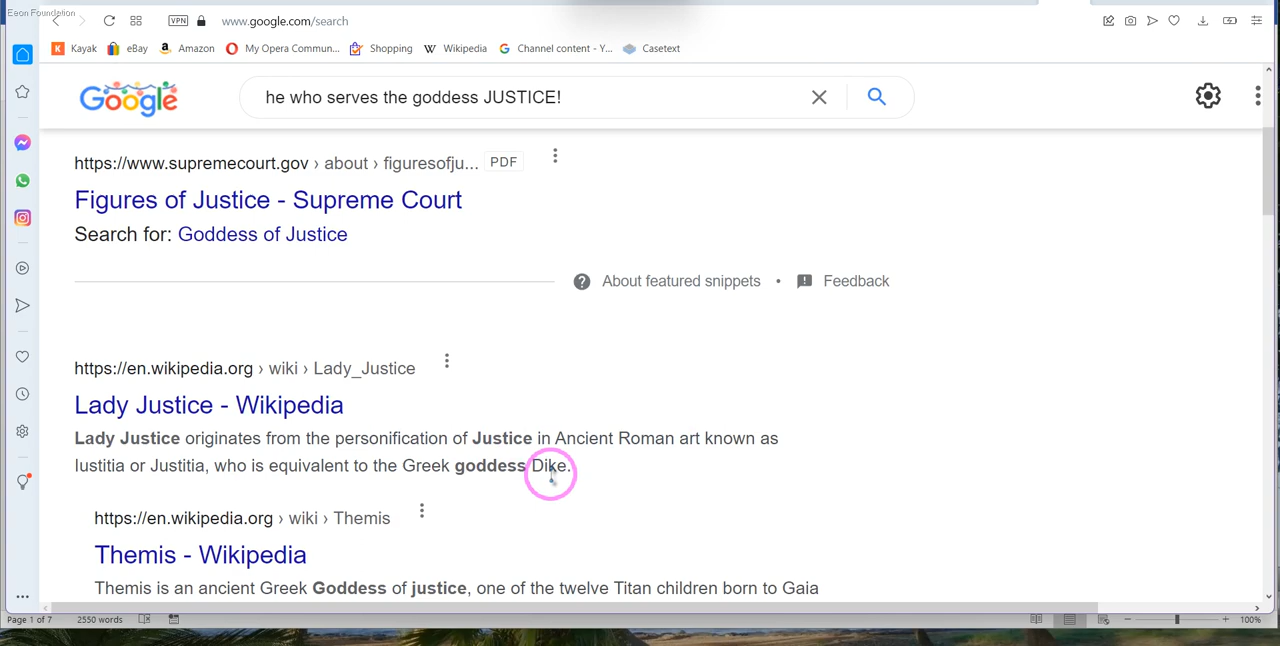 Eeon Foundation
VPN
www.google.com/search
Kayak
eBay
Amazon
My Opera Commun...
Shopping
Wikipedia
Channel content - Y...
Casetext
Google
he who serves the goddess JUSTICE!
https://www.supremecourt.gov › about › figuresofju... PDF
Figures of Justice - Supreme Court
Search for: Goddess of Justice
About featured snippets • Feedback
https://en.wikipedia.org › wiki › Lady_Justice
Lady Justice - Wikipedia
Lady Justice originates from the personification of Justice in Ancient Roman art known as
Iustitia or Justitia, who is equivalent to the Greek goddess Dike.
https://en.wikipedia.org › wiki › Themis
Themis - Wikipedia
Themis is an ancient Greek Goddess of justice, one of the twelve Titan children born to Gaia
Page 1 of 7 2550 words 100%